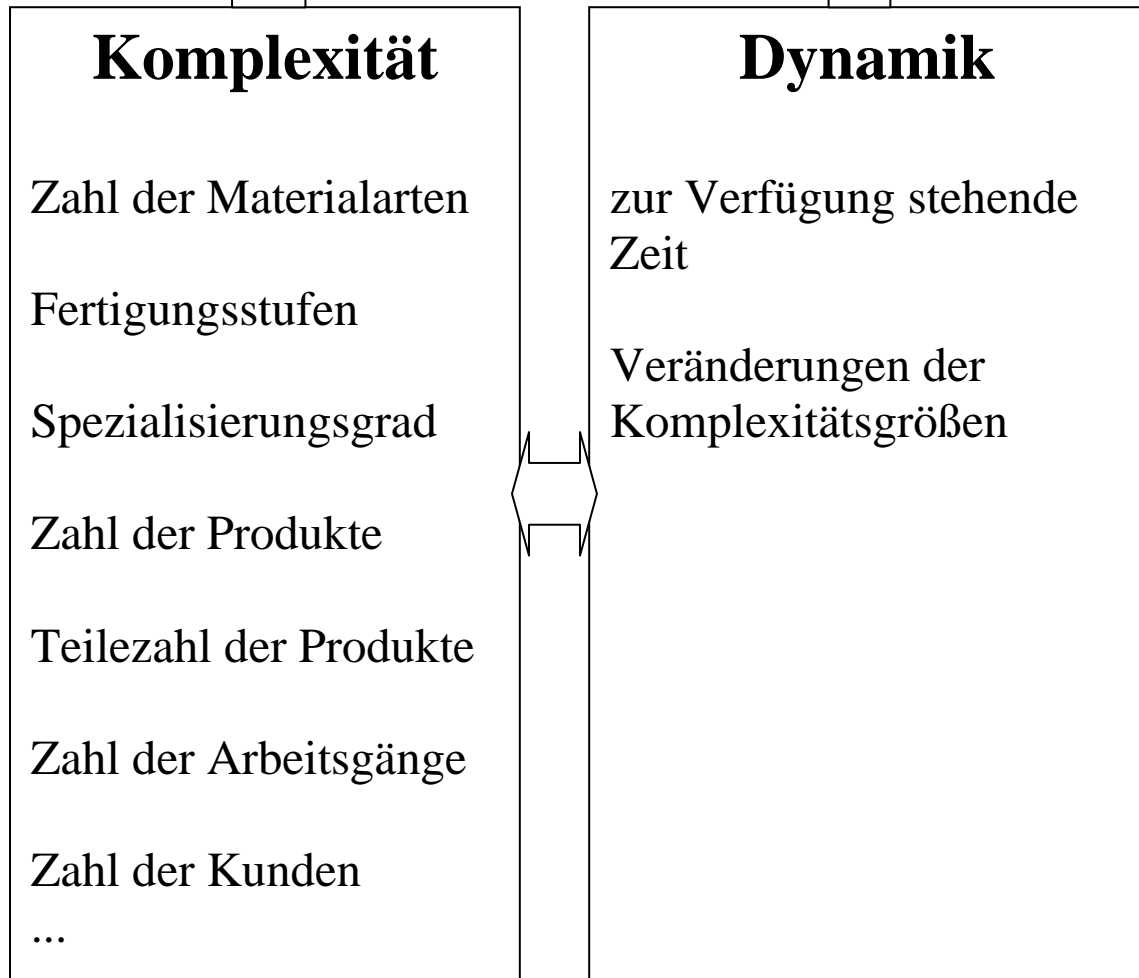 Komplexität
Zahl der Materialarten
Fertigungsstufen
Spezialisierungsgrad
Zahl der Produkte
Teilezahl der Produkte
Zahl der Arbeitsgänge
Zahl der Kunden
...
Dynamik
zur Verfügung stehende
Zeit
Veränderungen der
Komplexitätsgrößen